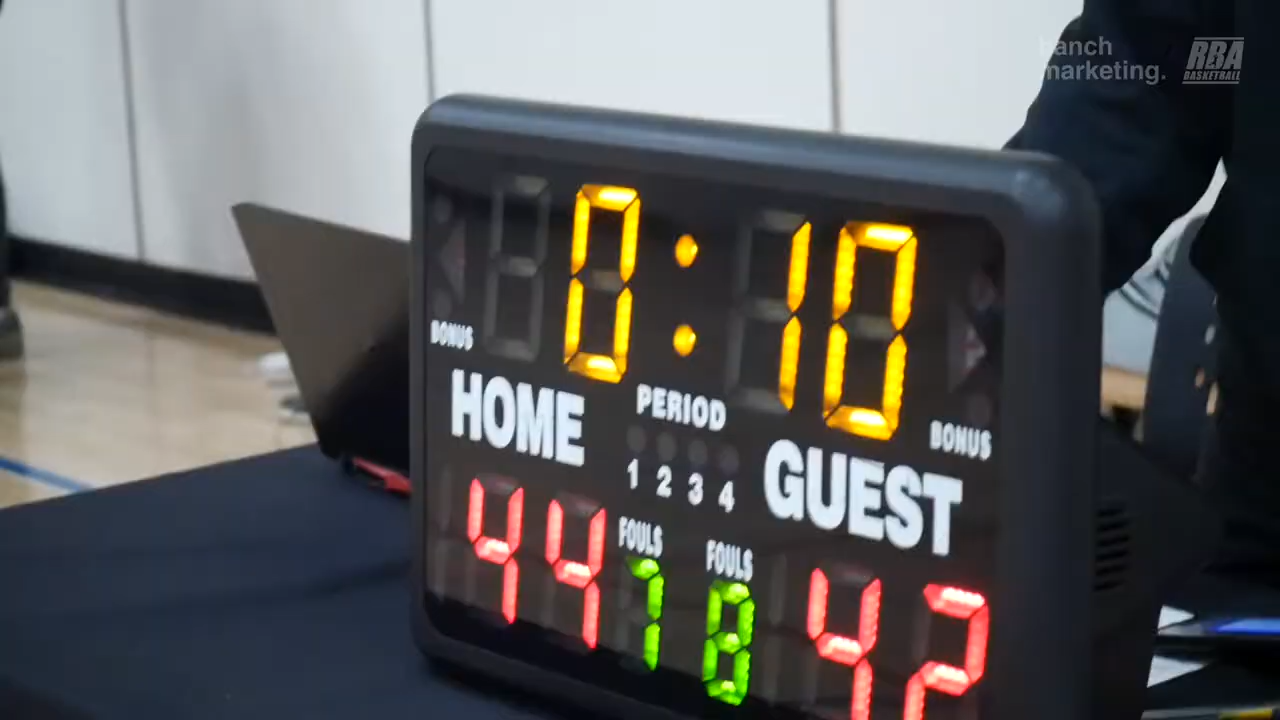 hanch
marketing.
RBA
BASKETBALL
0:10
BONUS
HOME
PERIOD
1 2 3 4
BONUS
GUEST
FOULS
FOULS
44
7
8
42